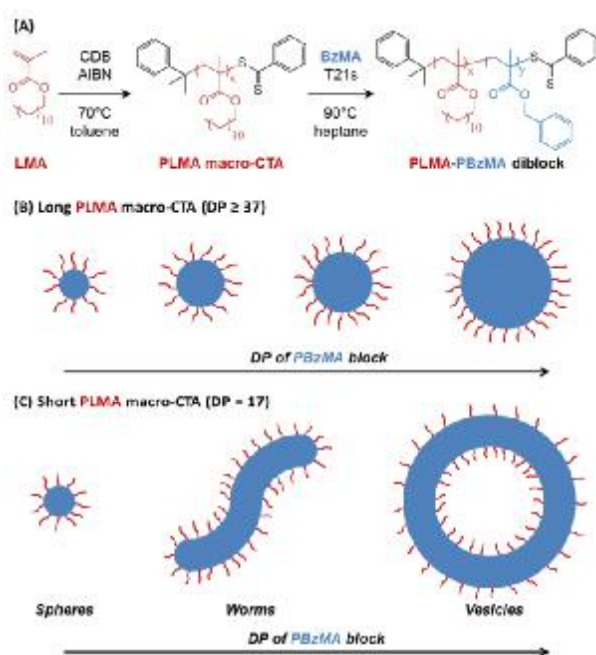 (A)
CDB
AIBN
70°C
toluene
BzMA
T21s
90°C
heptane
O
O
10
x
S
S
O
O
10
x
O
O
y
S
S
LMA
PLMA macro-CTA
PLMA-PBzMA diblock
(B) Long PLMA macro-CTA (DP ≥ 37)
DP of PBzMA block
(C) Short PLMA macro-CTA (DP = 17)
Spheres
Worms
Vesicles
DP of PBzMA block